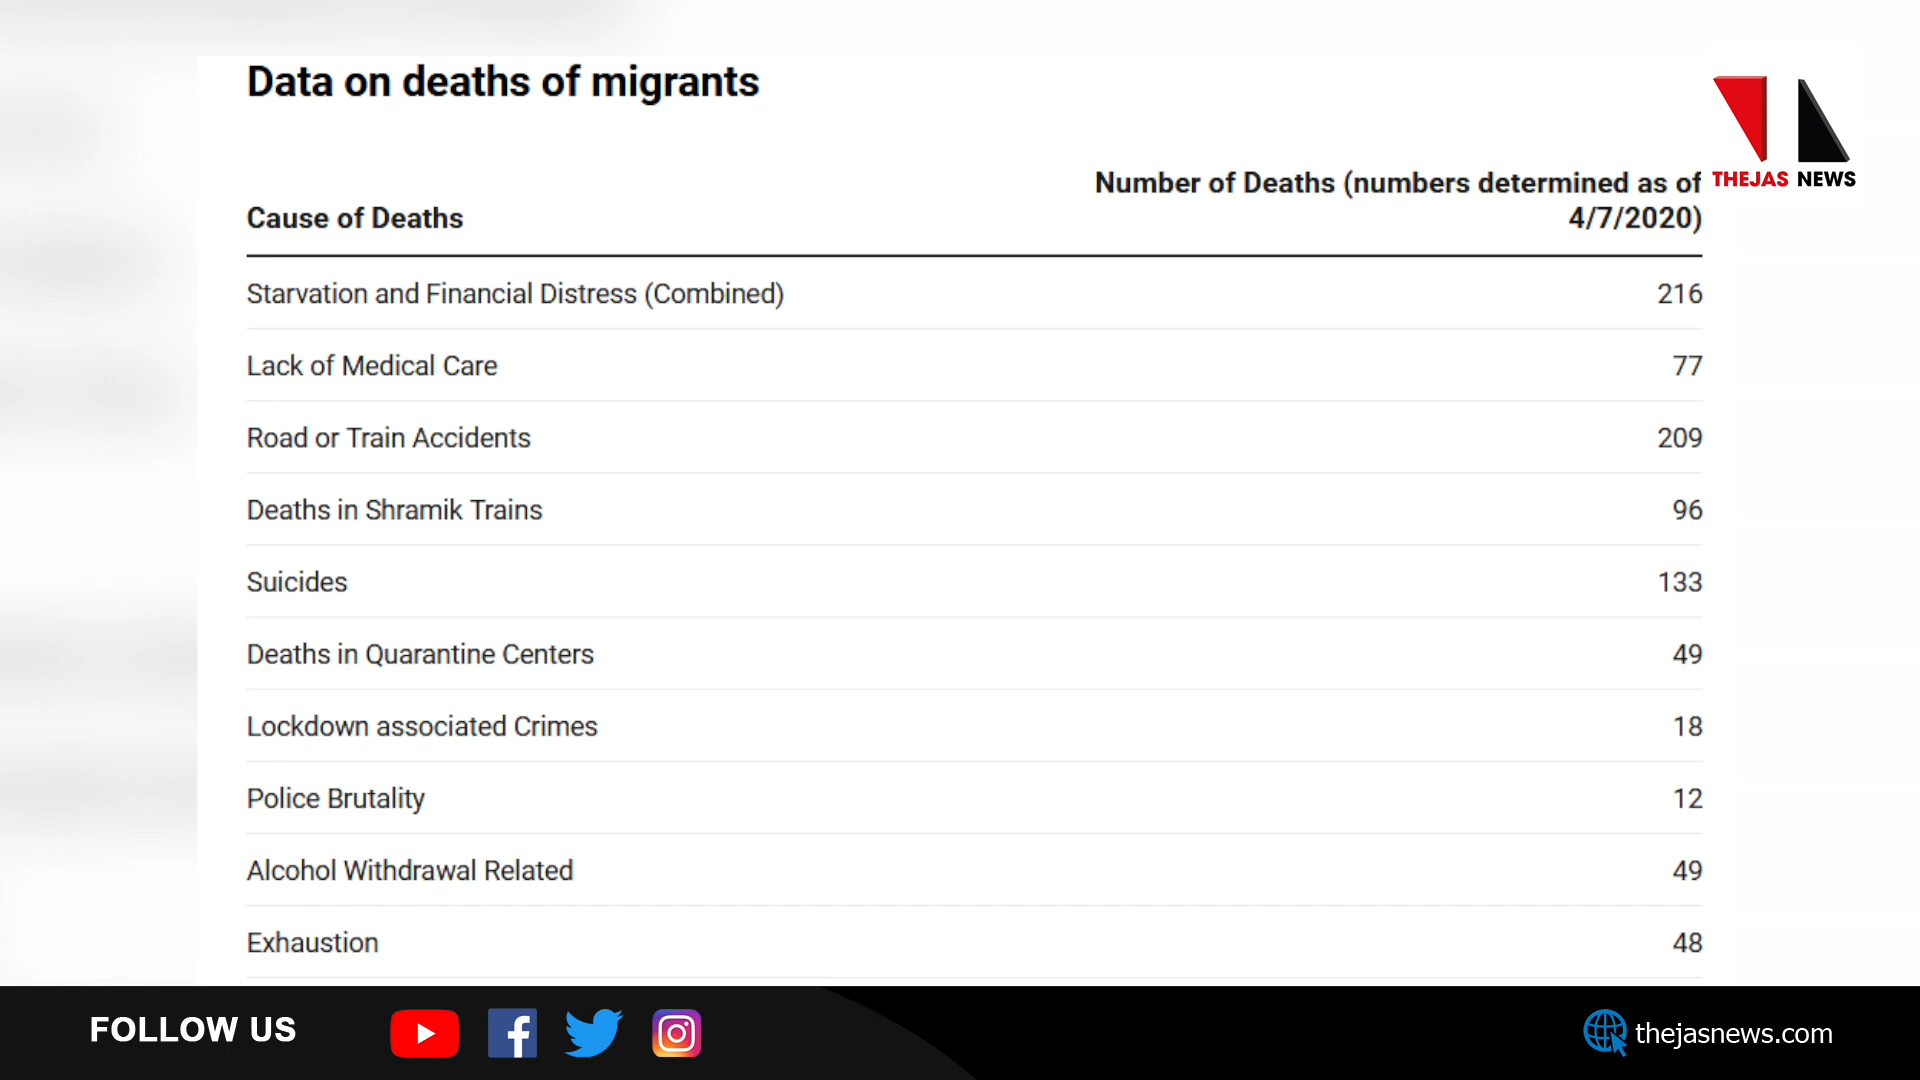 Data on deaths of migrants
THEJAS NEWS
Cause of Deaths
Number of Deaths (numbers determined as of
4/7/2020)
Starvation and Financial Distress (Combined) 216
Lack of Medical Care 77
Road or Train Accidents 209
Deaths in Shramik Trains 96
Suicides 133
Deaths in Quarantine Centers 49
Lockdown associated Crimes 18
Police Brutality 12
Alcohol Withdrawal Related 49
Exhaustion 48
FOLLOW US
thejasnews.com